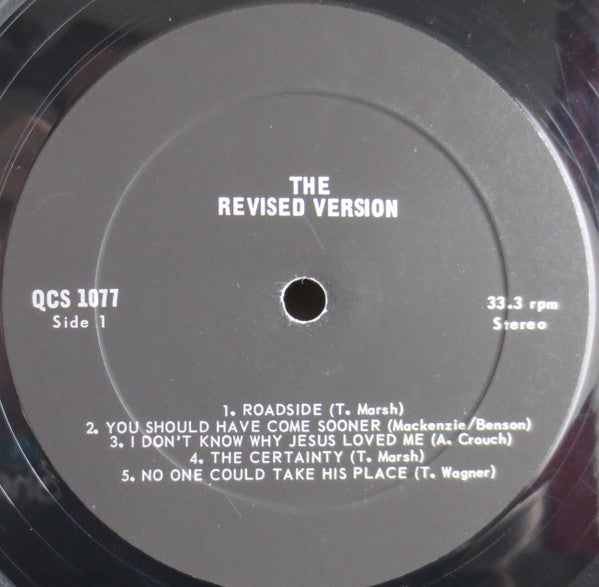 THE
REVISED VERSION
QCS 1077
Side 1
33.3 rpm
Stereo
1. ROADSIDE (T. Marsh)
2. YOU SHOULD HAVE COME SOONER (Mackenzie/Benson)
3. I DON'T KNOW WHY JESUS LOVED ME (A. Crouch)
4. THE CERTAINTY (T. Marsh)
5. NO ONE COULD TAKE HIS PLACE (T. Wagner)